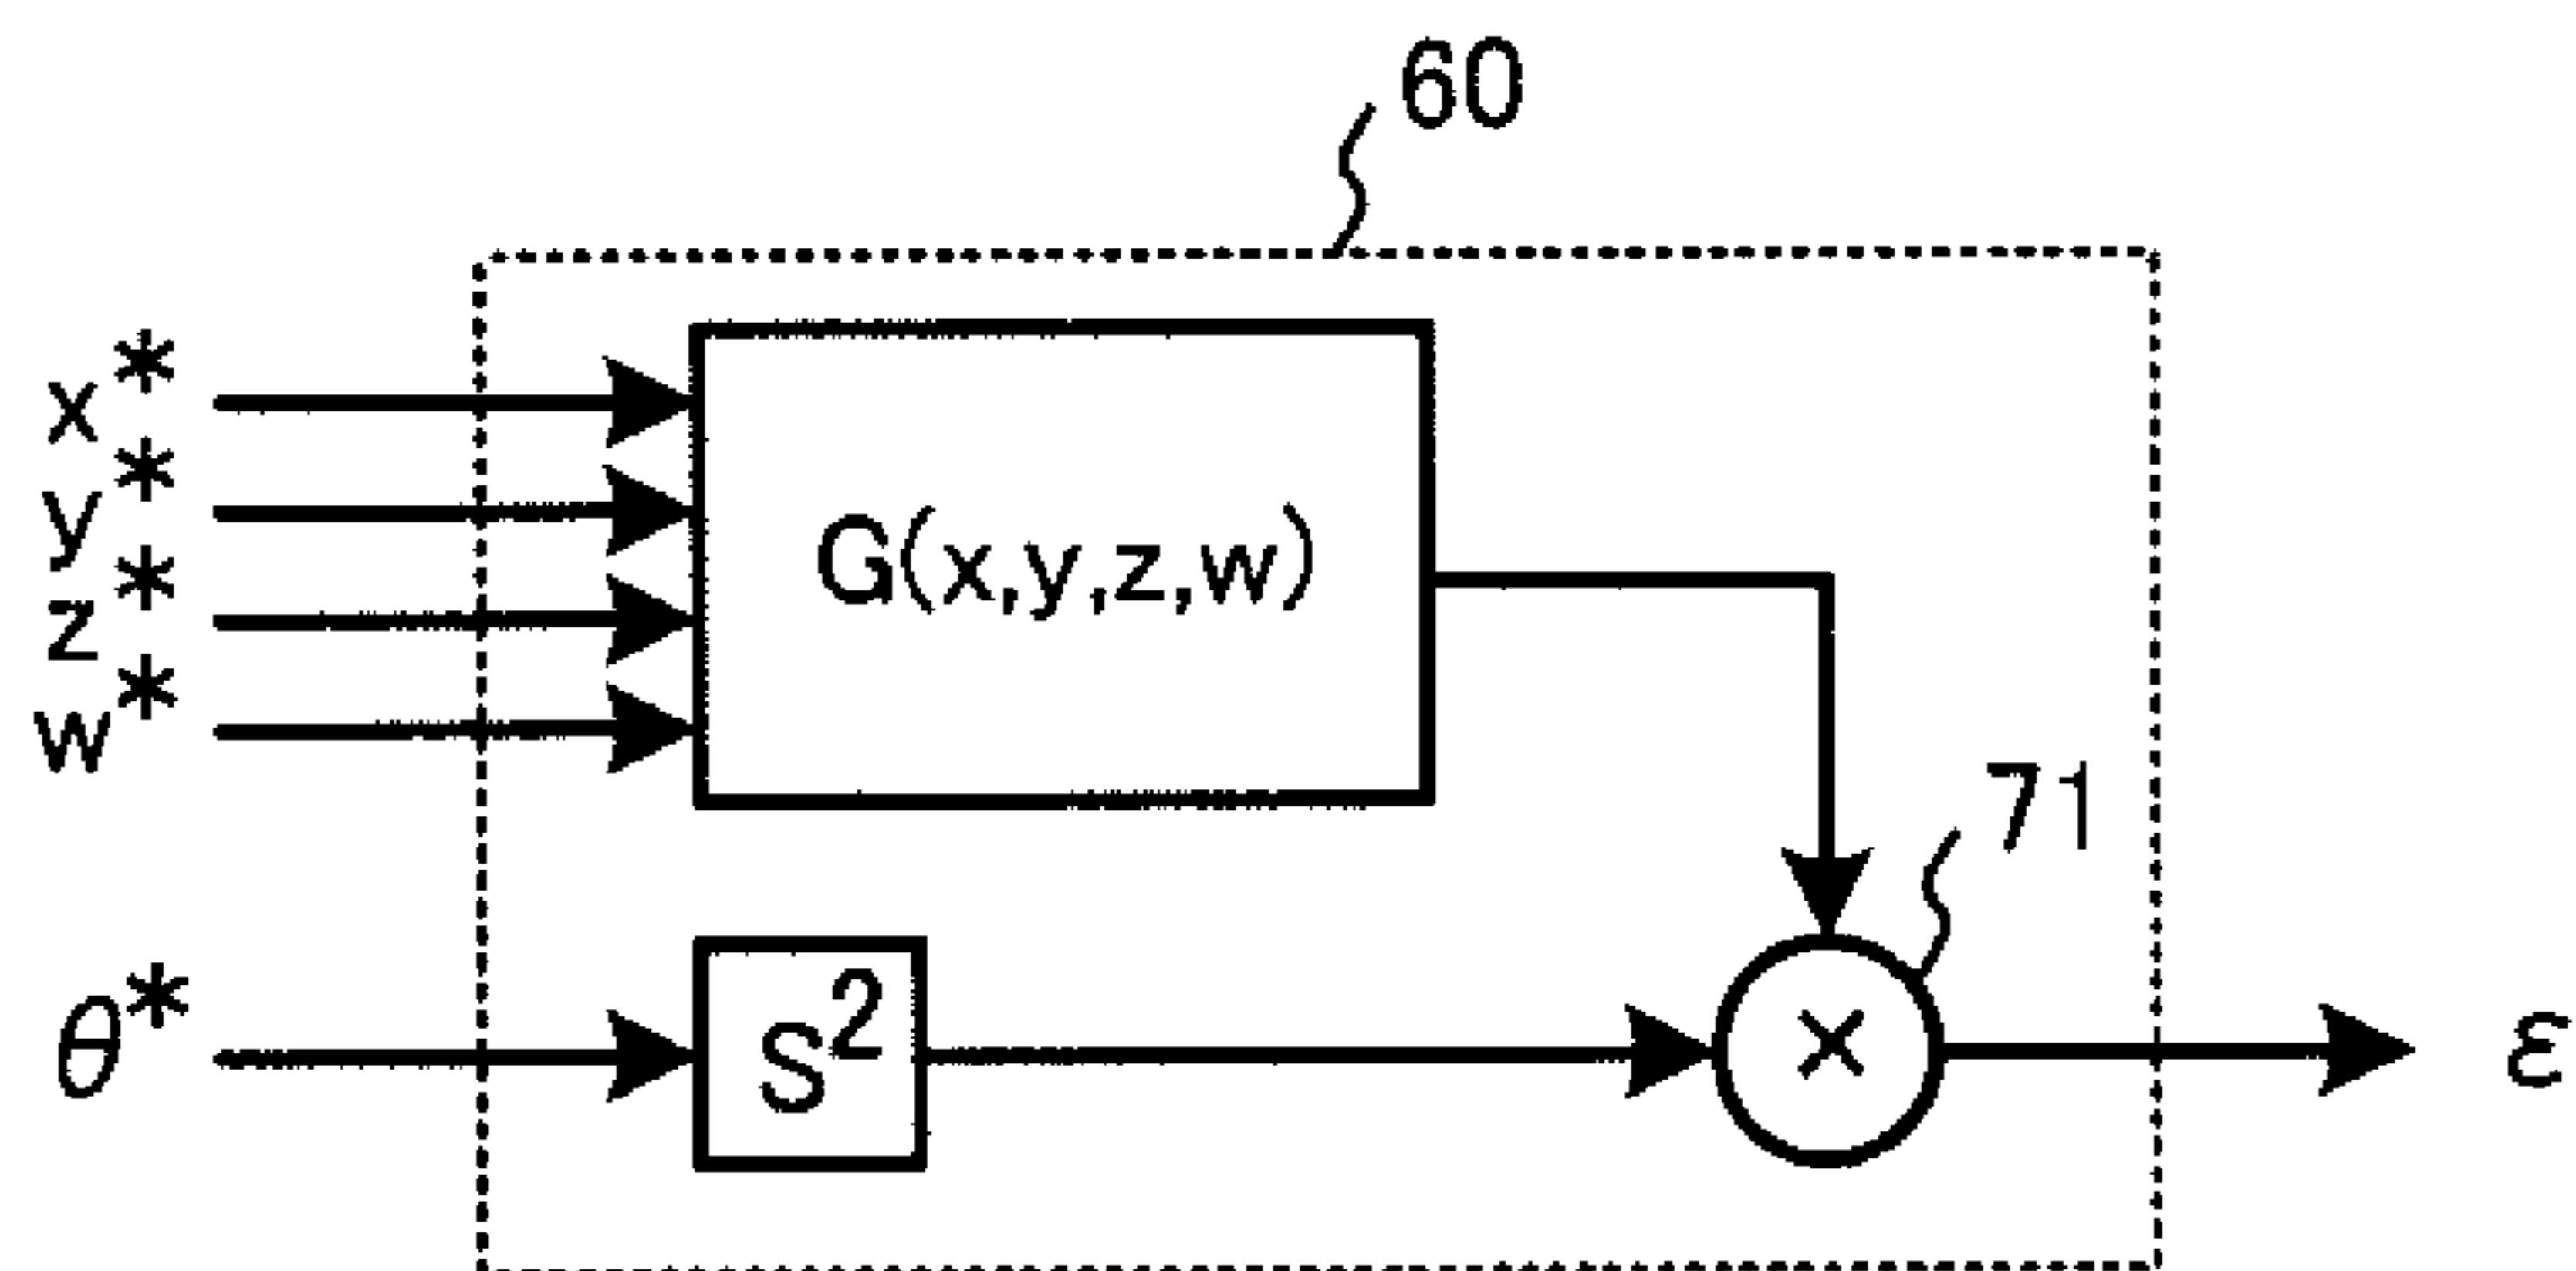 60
x*
y*
z*
w*
G(x,y,z,w)
71
θ*
S²
×
ε